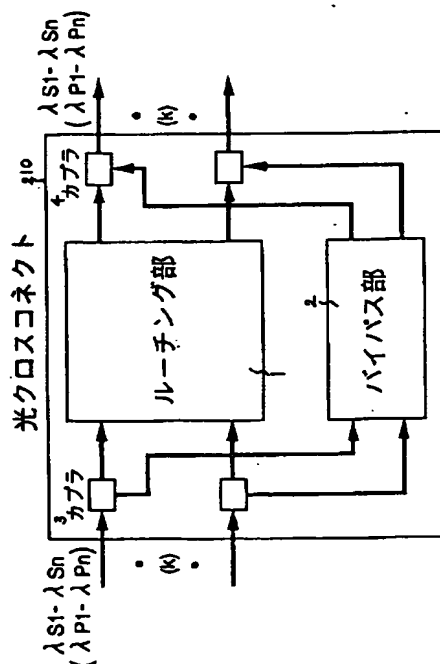 光クロスコネクト
210
λS1-λSn
(λP1-λPn)
(k)
3
カプラ
ルーチング部
1
バイパス部
2
4
カプラ
λS1-λSn
(λP1-λPn)
(k)